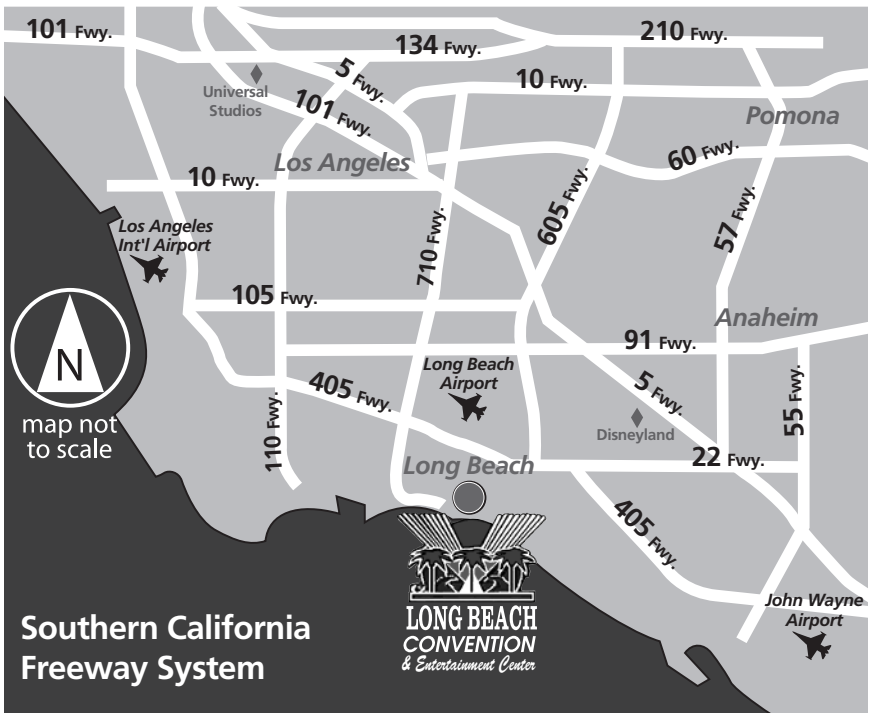 101 Fwy.
134 Fwy.
210 Fwy.
5 Fwy.
10 Fwy.
Universal
Studios
101 Fwy.
Pomona
Los Angeles
60 Fwy.
10 Fwy.
605 Fwy.
57 Fwy.
Los Angeles
Int'l Airport
710 Fwy.
105 Fwy.
Anaheim
91 Fwy.
N
map not
to scale
Long Beach
Airport
405 Fwy.
5 Fwy.
55 Fwy.
110 Fwy.
Disneyland
Long Beach
22 Fwy.
405 Fwy.
LONG BEACH
CONVENTION
& Entertainment Center
John Wayne
Airport
Southern California
Freeway System